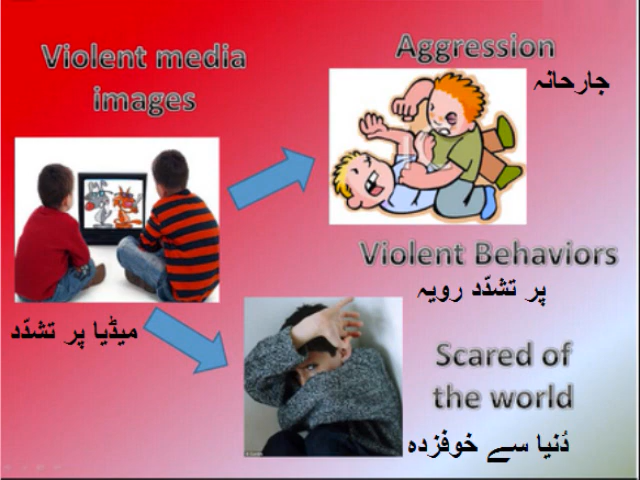 Violent media
images
Aggression
جارحانہ
Violent Behaviors
پر تشدّد رویہ
میڈیا پر تشدّد
Scared of
the world
دُنیا سے خوفزدہ